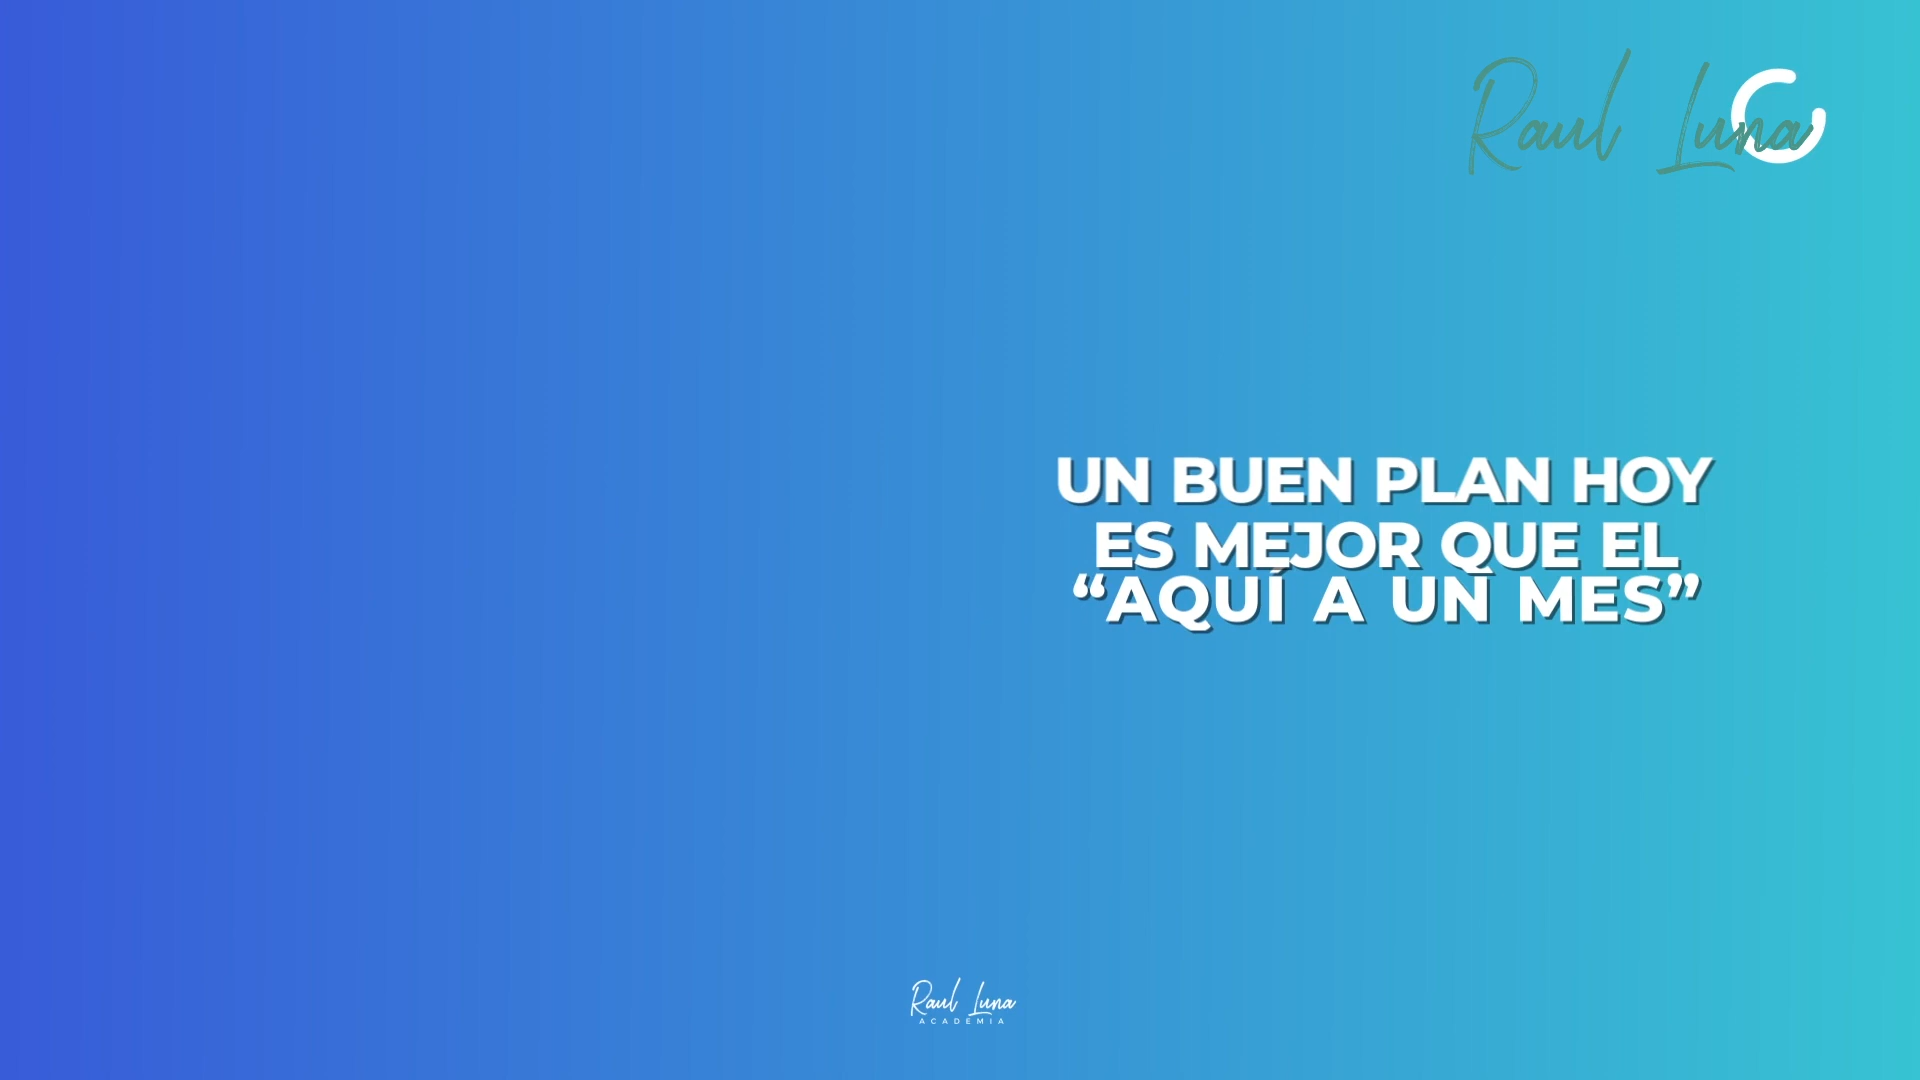 Raul Luna
UN BUEN PLAN HOY
ES MEJOR QUE EL
“AQUÍ A UN MES”
Raul Luna
ACADEMIA